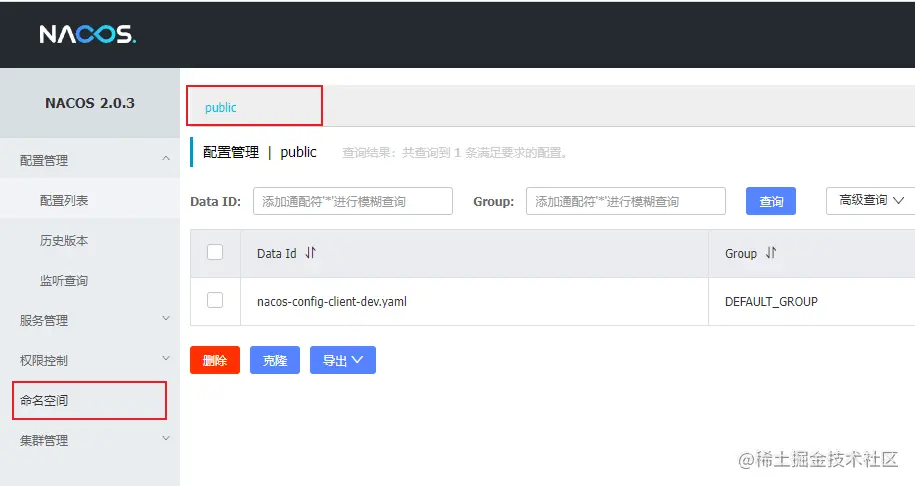 NACOS.
NACOS 2.0.3
配置管理
配置列表
历史版本
监听查询
服务管理
权限控制
命名空间
集群管理
public
配置管理 | public 查询结果：共查询到 1 条满足要求的配置。
Data ID: 添加通配符'*'进行模糊查询 Group: 添加通配符'*'进行模糊查询 查询 高级查询
Data Id Group
nacos-config-client-dev.yaml DEFAULT_GROUP
删除 克隆 导出
@稀土掘金技术社区